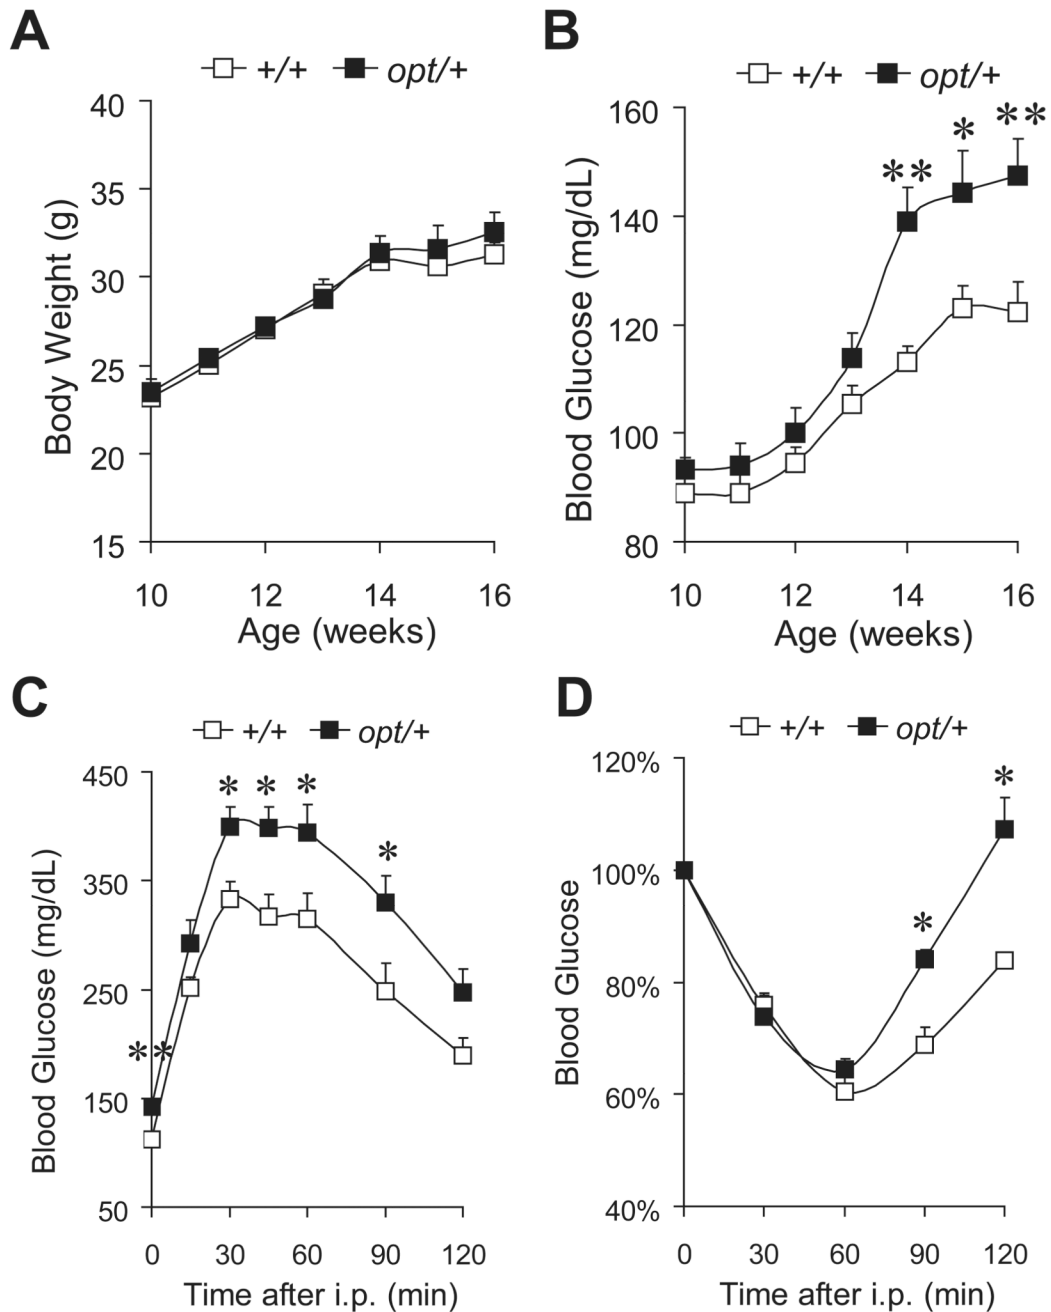 A
+/+ opt/+
40
35
30
25
20
15
Body Weight (g)
10 12 14 16
Age (weeks)
B
+/+ opt/+
160
140
120
100
80
Blood Glucose (mg/dL)
** * **
10 12 14 16
Age (weeks)
C
+/+ opt/+
450
350
250
150
50
Blood Glucose (mg/dL)
* * *
*
**
0 30 60 90 120
Time after i.p. (min)
D
+/+ opt/+
120%
100%
80%
60%
40%
Blood Glucose
*
*
0 30 60 90 120
Time after i.p. (min)